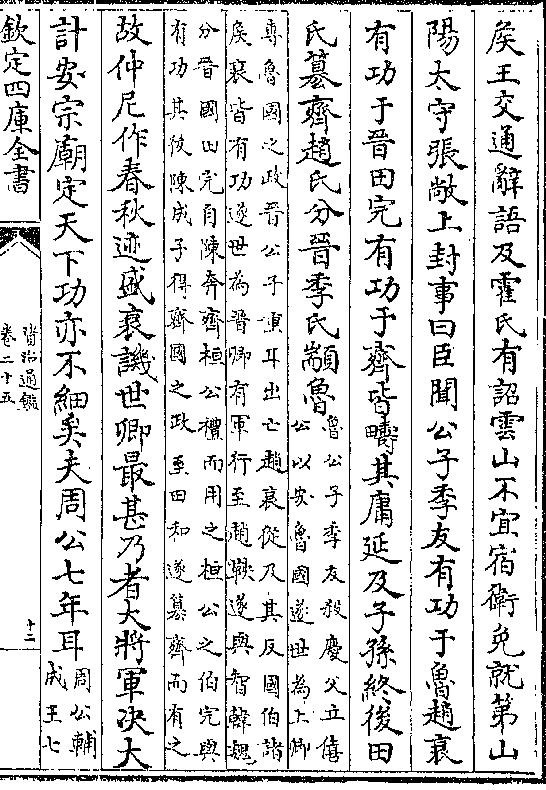 侯王交通辭語及霍氏有詔雲山不宜宿衛免就第山
陽太守張敞上封事曰臣聞公子季友有功于魯趙衰
有功于晉田完有功于齊皆疇其庸延及子孫終後田
氏簒齊趙氏分晉季氏顓魯
魯公子季友殺慶父立僖
公以安魯國遂世為上卿
專魯國之政晉公子重耳出亡趙衰從及其反國伯諸
侯衰皆有功遂世為晉卿有軍行至趙鞅遂與智韓魏
分晉國田完自陳奔齊桓公禮而用之桓公之伯完與
有功其後陳成子得齊國之政至田和遂簒齊而有之
故仲尼作春秋迹盛衰譏世卿最甚乃者大將軍决大
計安宗廟定天下功亦不細矣夫周公七年耳
周公輔
成王七
欽定四庫全書
資治通鑑
卷二十五
十二